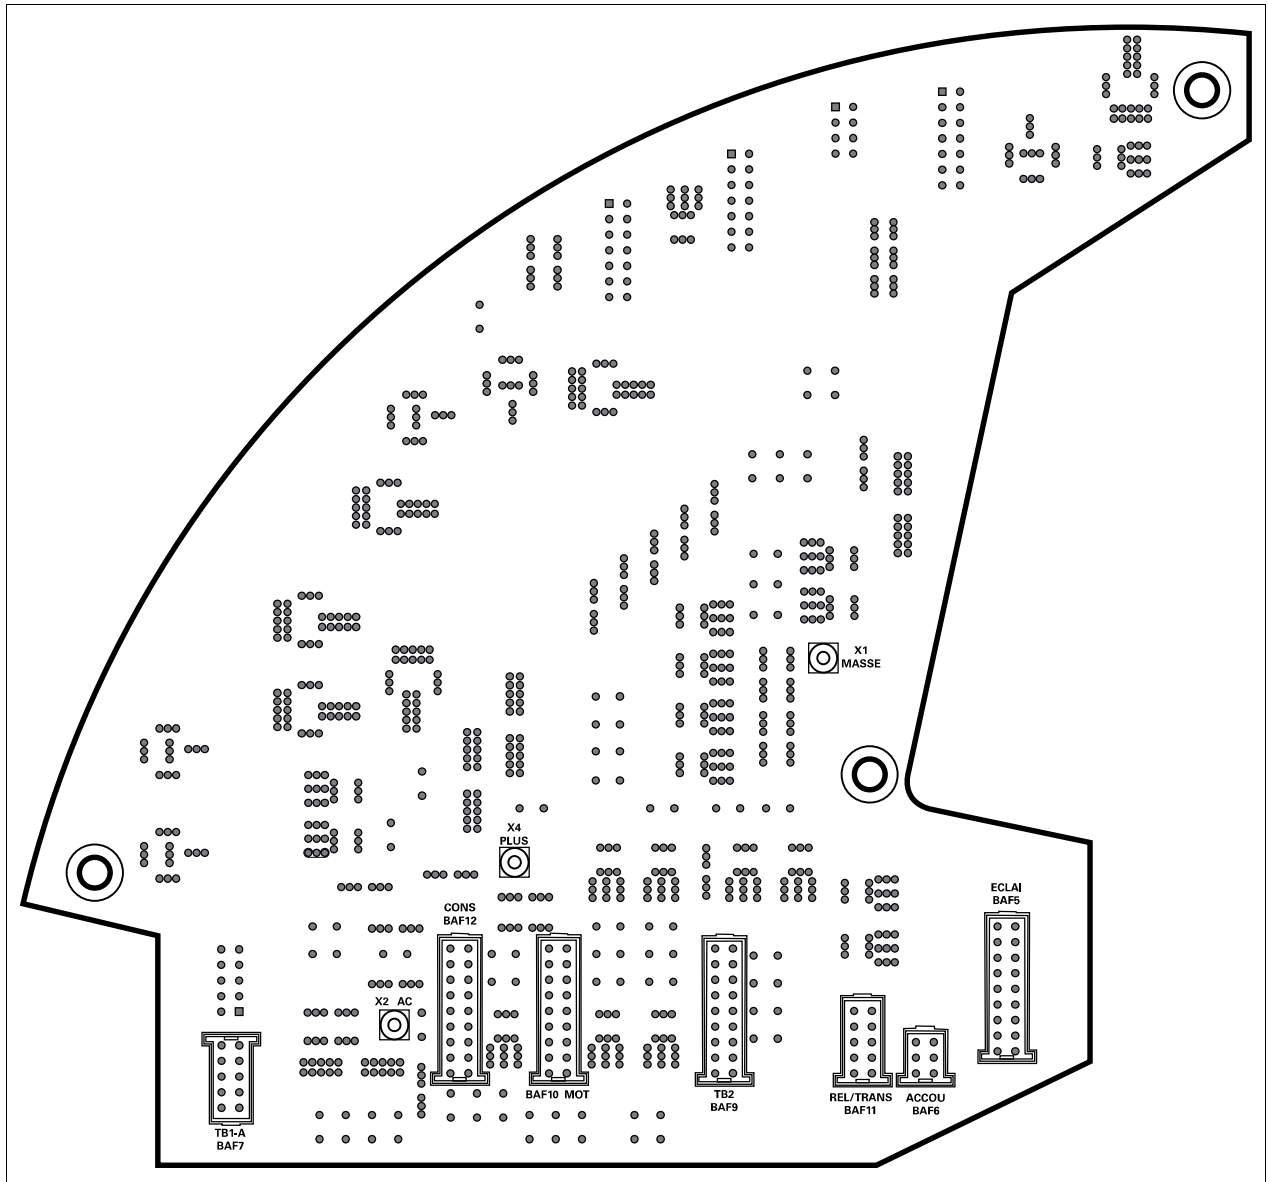 X1
MASSE
X4
PLUS
ECLAI
BAF5
CONS
BAF12
X2 AC
BAF10 MOT
TB2
BAF9
REL/TRANS
BAF11
ACCOU
BAF6
TB1-A
BAF7